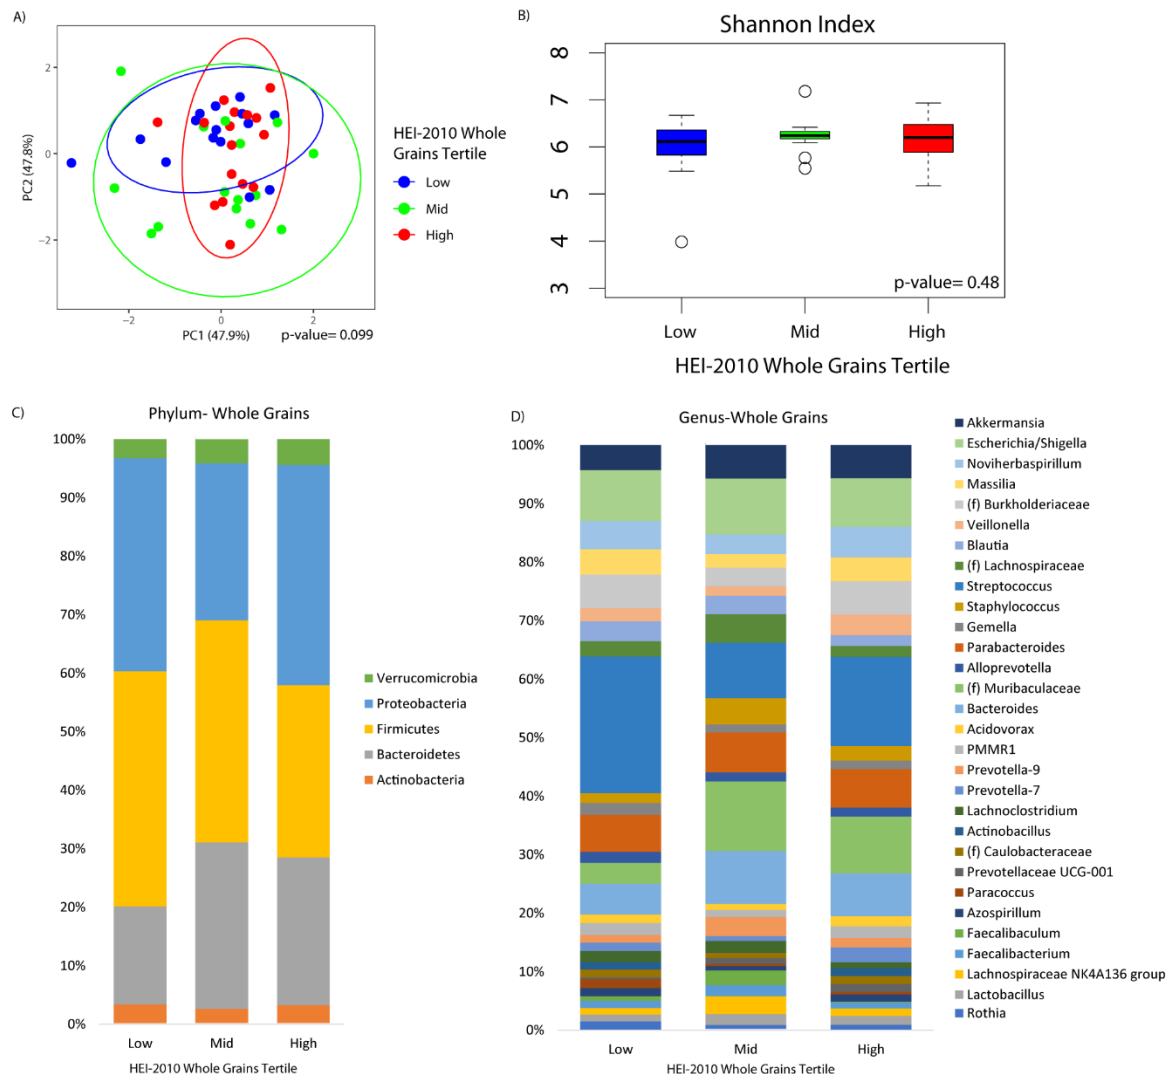 A)
2
0
−2
PC2 (47.8%)
−2
0
2
PC1 (47.9%)
p-value= 0.099
HEI-2010 Whole
Grains Tertile
Low
Mid
High
B)
Shannon Index
8
7
6
5
4
3
p-value= 0.48
Low
Mid
High
HEI-2010 Whole Grains Tertile
C)
Phylum- Whole Grains
100%
90%
80%
70%
60%
50%
40%
30%
20%
10%
0%
Low
Mid
High
HEI-2010 Whole Grains Tertile
Verrucomicrobia
Proteobacteria
Firmicutes
Bacteroidetes
Actinobacteria
D)
Genus-Whole Grains
100%
90%
80%
70%
60%
50%
40%
30%
20%
10%
0%
Low
Mid
High
HEI-2010 Whole Grains Tertile
Akkermansia
Escherichia/Shigella
Noviherbaspirillum
Massilia
(f) Burkholderiaceae
Veillonella
Blautia
(f) Lachnospiraceae
Streptococcus
Staphylococcus
Gemella
Parabacteroides
Alloprevotella
(f) Muribaculaceae
Bacteroides
Acidovorax
PMMR1
Prevotella-9
Prevotella-7
Lachnoclostridium
Actinobacillus
(f) Caulobacteraceae
Prevotellaceae UCG-001
Paracoccus
Azospirillum
Faecalibaculum
Faecalibacterium
Lachnospiraceae NK4A136 group
Lactobacillus
Rothia